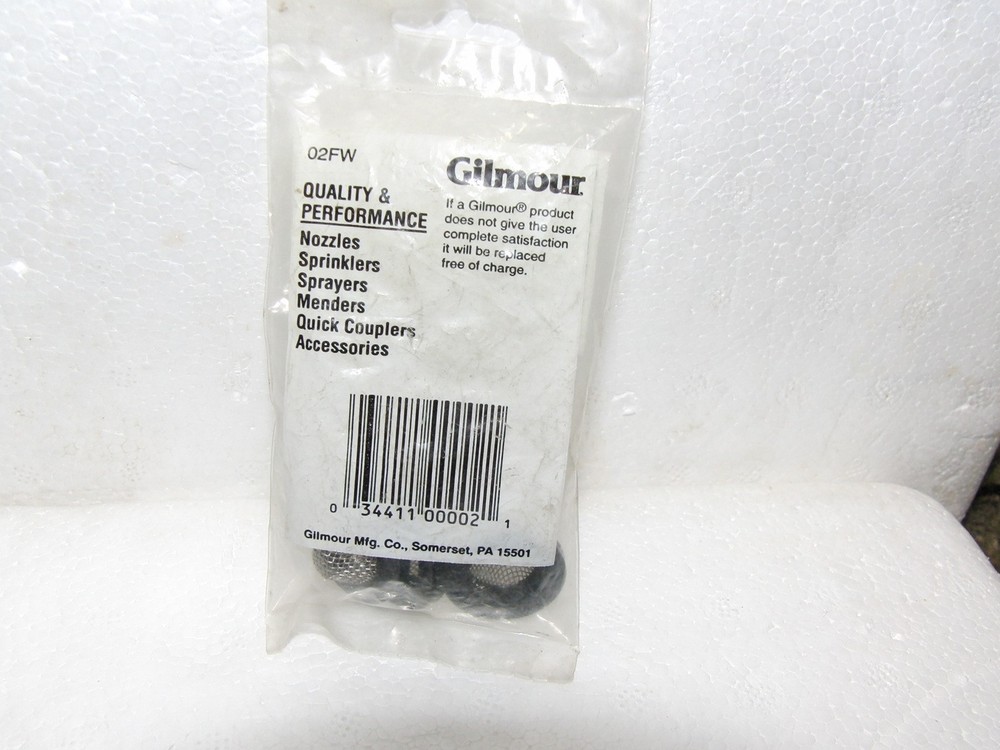 02FW
Gilmour
QUALITY &
PERFORMANCE
Nozzles
Sprinklers
Sprayers
Menders
Quick Couplers
Accessories
If a Gilmour® product
does not give the user
complete satisfaction
it will be replaced
free of charge.
0 34411 00002 1
Gilmour Mfg. Co., Somerset, PA 15501